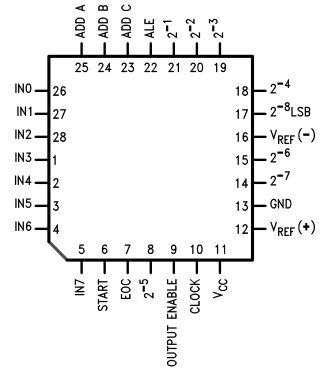 ADD A
ADD B
ADD C
ALE
2⁻¹
2⁻²
2⁻³
25
24
23
22
21
20
19
IN0 26
IN1 27
IN2 28
IN3 1
IN4 2
IN5 3
IN6 4
18 2⁻⁴
17 2⁻⁸LSB
16 VREF(−)
15 2⁻⁶
14 2⁻⁷
13 GND
12 VREF(+)
5
6
7
8
9
10
11
IN7
START
EOC
2⁻⁵
OUTPUT ENABLE
CLOCK
VCC